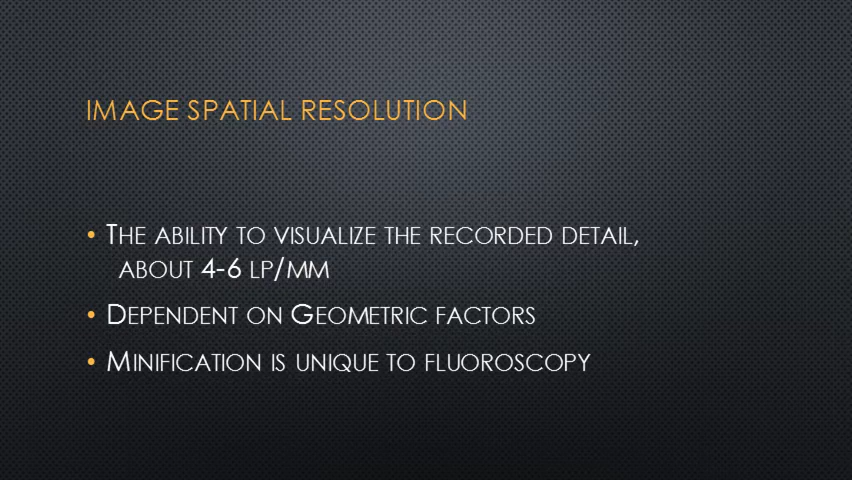 IMAGE SPATIAL RESOLUTION
• THE ABILITY TO VISUALIZE THE RECORDED DETAIL,
ABOUT 4-6 LP/MM
• DEPENDENT ON GEOMETRIC FACTORS
• MINIFICATION IS UNIQUE TO FLUOROSCOPY